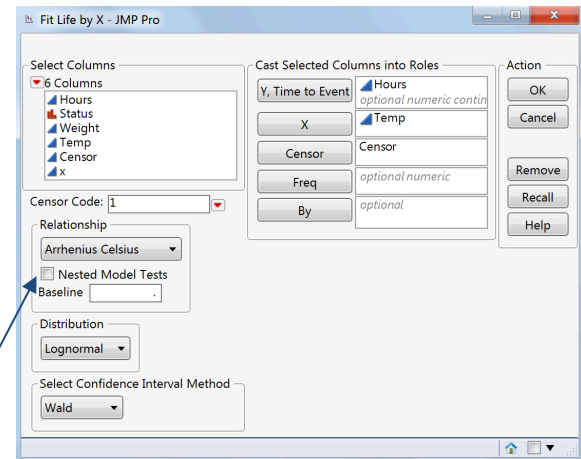 Fit Life by X - JMP Pro
Select Columns
6 Columns
Hours
Status
Weight
Temp
Censor
x
Censor Code: 1
Relationship
Arrhenius Celsius
Nested Model Tests
Baseline .
Distribution
Lognormal
Select Confidence Interval Method
Wald
Cast Selected Columns into Roles
Y, Time to Event
Hours
optional numeric contin
X
Temp
Censor
Censor
Freq
optional numeric
By
optional
Action
OK
Cancel
Remove
Recall
Help